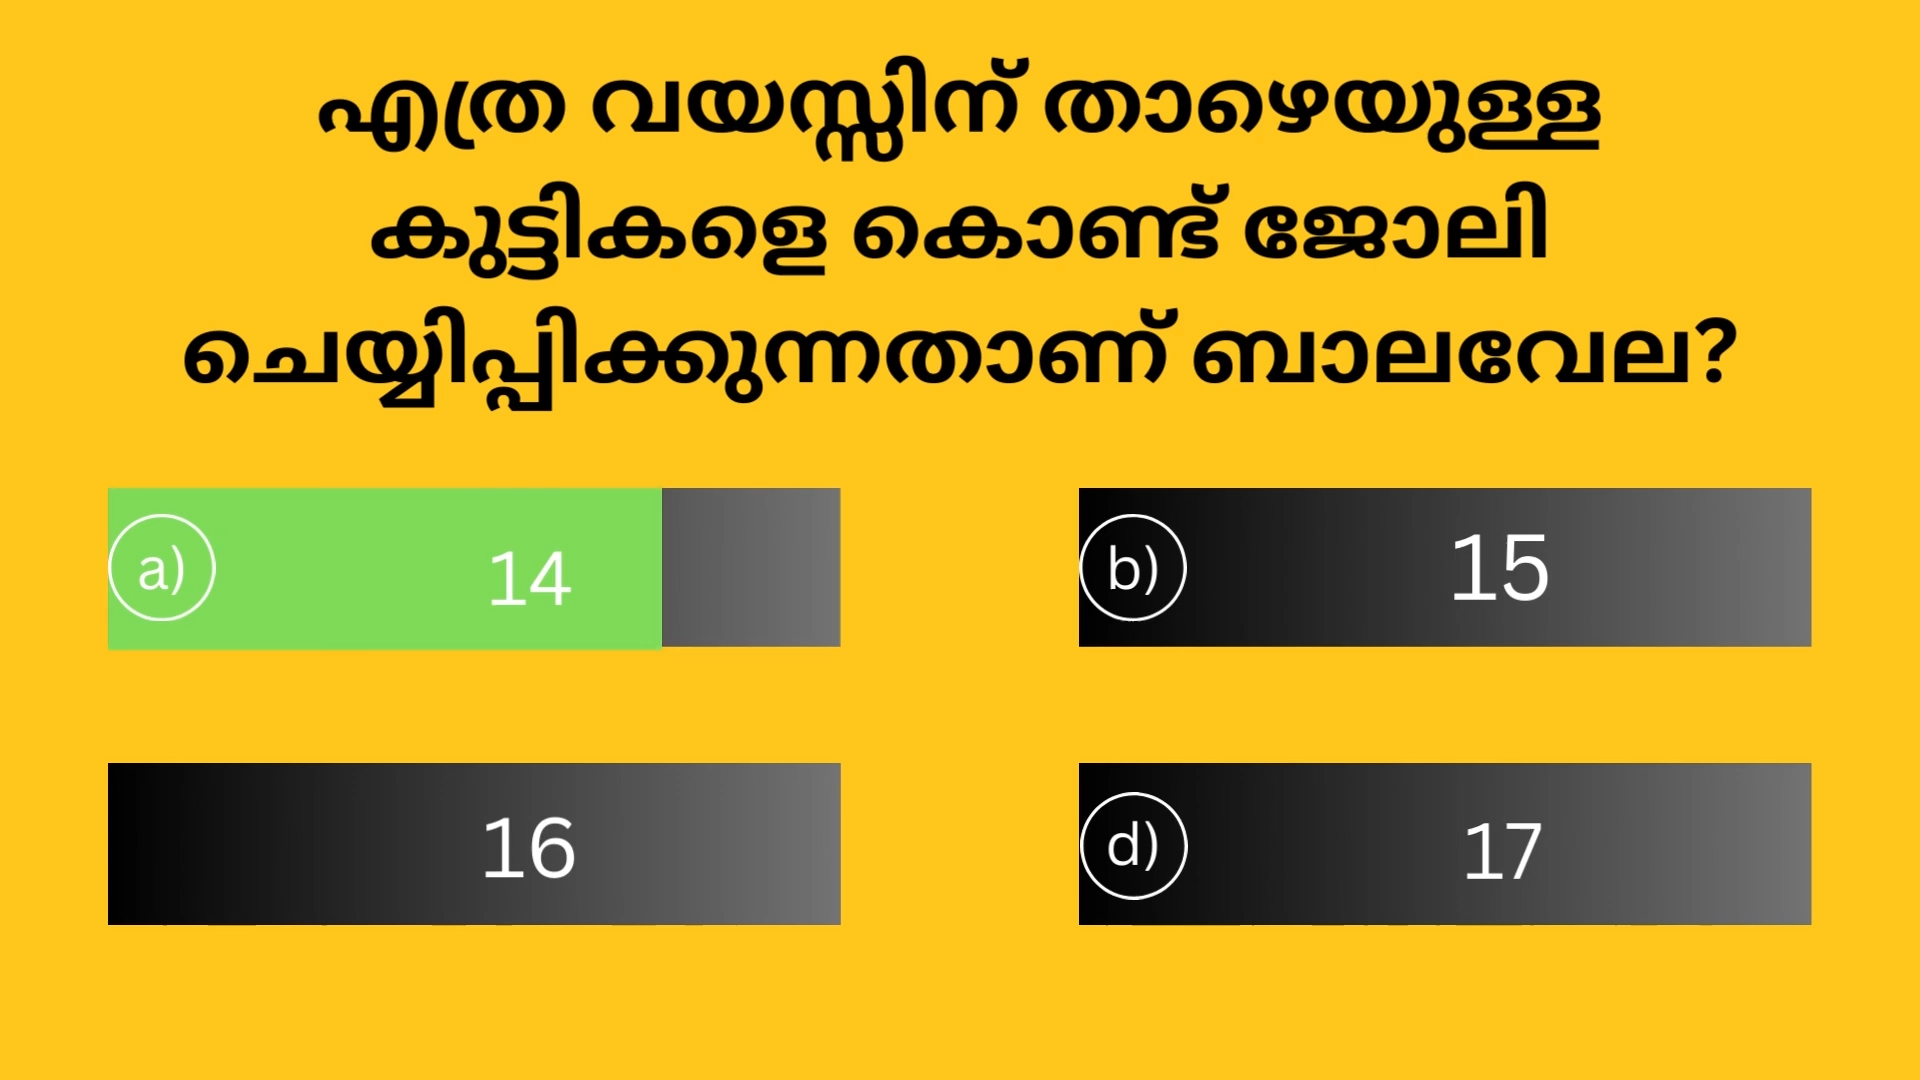 എത്ര വയസ്സിന് താഴെയുള്ള
കുട്ടികളെ കൊണ്ട് ജോലി
ചെയ്യിപ്പിക്കുന്നതാണ് ബാലവേല?
a) 14
b) 15
16
d) 17